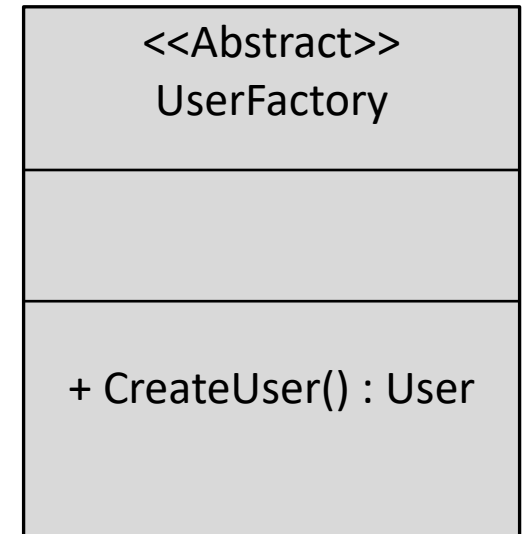 <<Abstract>>
UserFactory
+ CreateUser() : User